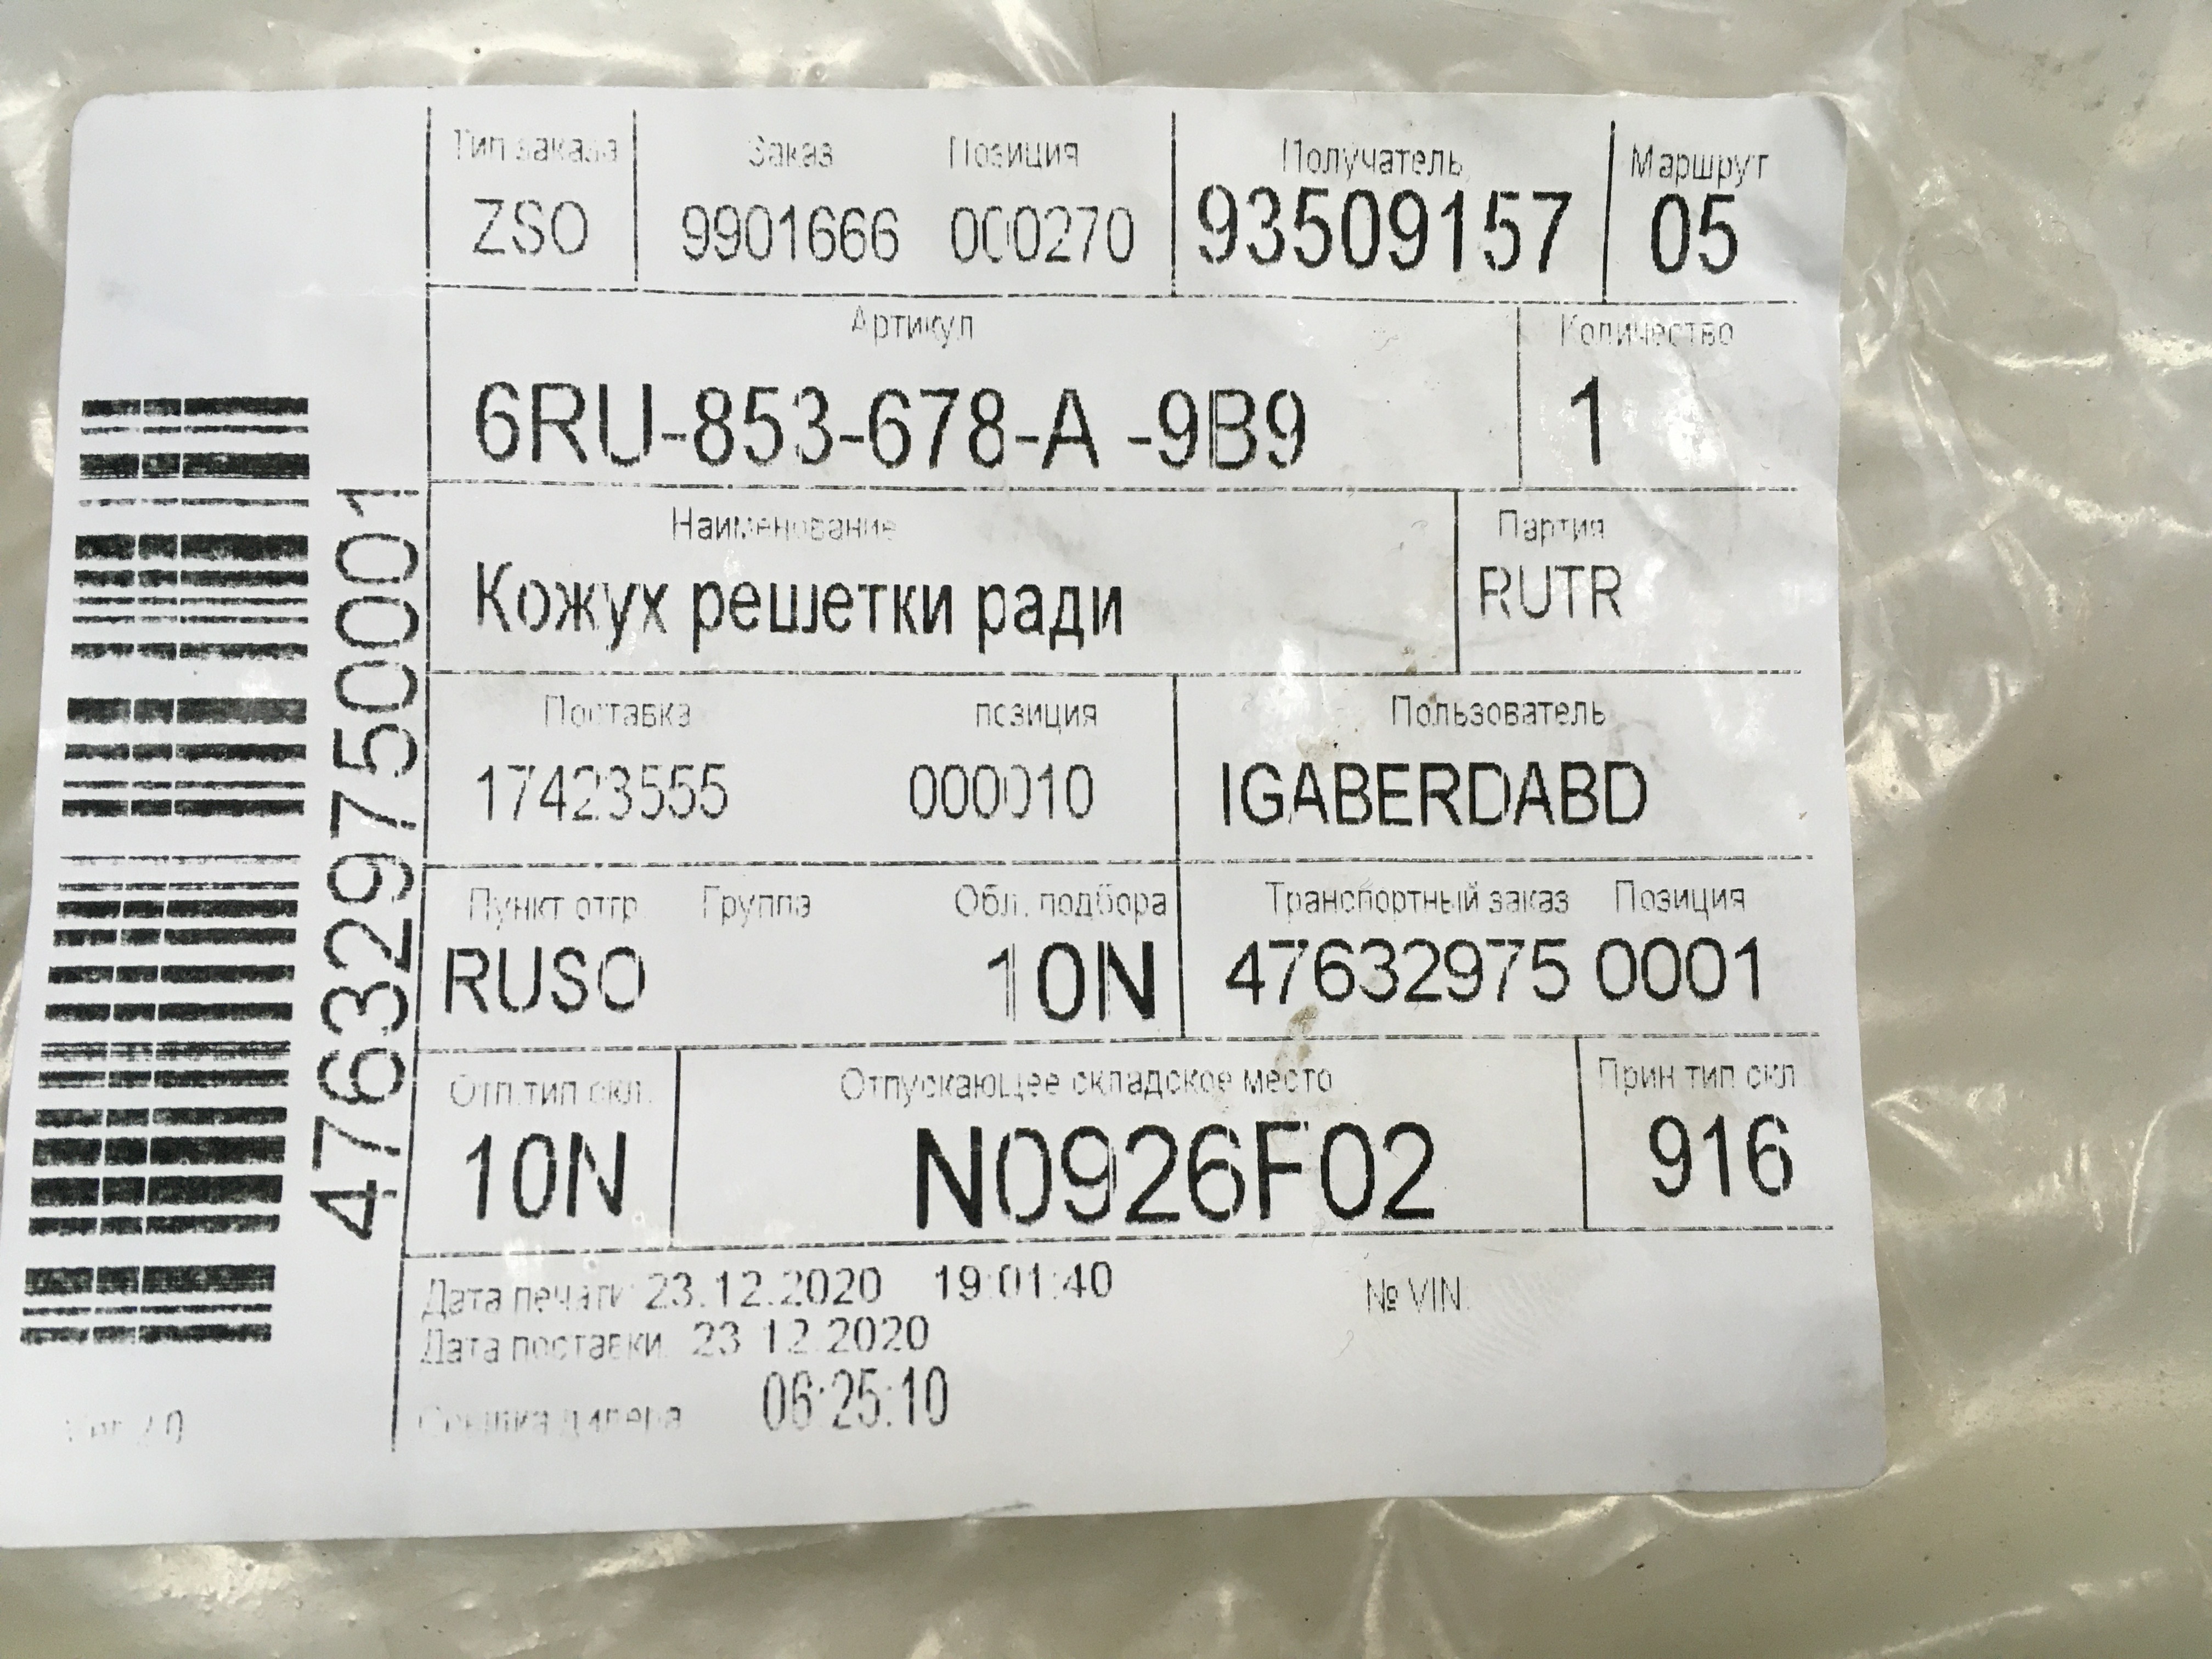 Тип заказа Заказ Позиция Получатель Маршрут
ZSO 9901666 000270 93509157 05
Артикул Количество
6RU-853-678-A -9B9 1
Наименование Партия
Кожух решетки ради RUTR
Поставка позиция Пользователь
17423555 000010 IGABERDABD
Пункт отгр. Группа Обл. подбора Транспортный заказ Позиция
RUSO 10N 47632975 0001
Отп.тип скл. Отпускающее складское место Прин тип скл
10N N0926F02 916
Дата печати: 23.12.2020 19:01:40 № VIN:
Дата поставки: 23.12.2020
Ссылка дилера 06:25:10
476329750001